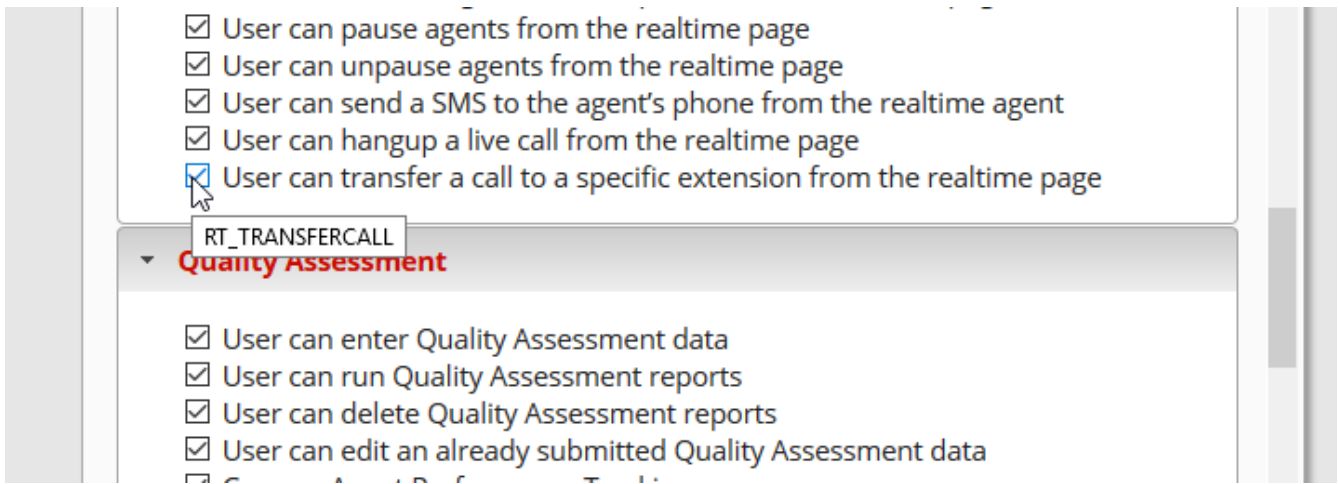 User can pause agents from the realtime page
User can unpause agents from the realtime page
User can send a SMS to the agent’s phone from the realtime agent
User can hangup a live call from the realtime page
User can transfer a call to a specific extension from the realtime page
RT_TRANSFERCALL
Quality Assessment
User can enter Quality Assessment data
User can run Quality Assessment reports
User can delete Quality Assessment reports
User can edit an already submitted Quality Assessment data